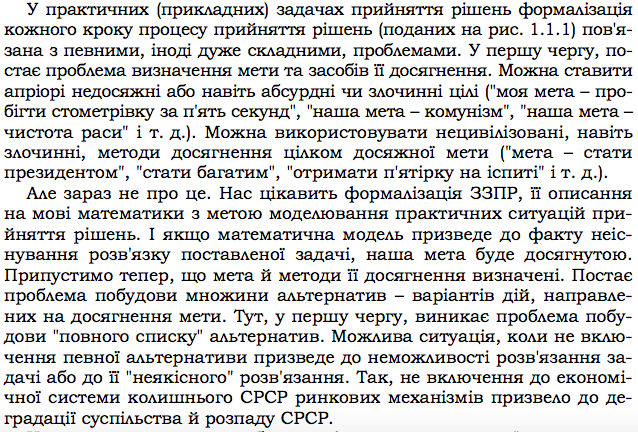 У практичних (прикладних) задачах прийняття рішень формалізація
кожного кроку процесу прийняття рішень (поданих на рис. 1.1.1) пов'я-
зана з певними, іноді дуже складними, проблемами. У першу чергу, по-
стає проблема визначення мети та засобів її досягнення. Можна ставити
апріорі недосяжні або навіть абсурдні чи злочинні цілі ("моя мета – про-
бігти стометрівку за п'ять секунд", "наша мета – комунізм", "наша мета –
чистота раси" і т. д.). Можна використовувати нецивілізовані, навіть
злочинні, методи досягнення цілком досяжної мети ("мета – стати
президентом", "стати багатим", "отримати п'ятірку на іспиті" і т. д.).
Але зараз не про це. Нас цікавить формалізація ЗЗПР, її описання
на мові математики з метою моделювання практичних ситуацій при-
йняття рішень. І якщо математична модель призведе до факту неіс-
нування розв'язку поставленої задачі, наша мета буде досягнутою.
Припустимо тепер, що мета й методи її досягнення визначені. Постає
проблема побудови множини альтернатив – варіантів дій, направле-
них на досягнення мети. Тут, у першу чергу, виникає проблема побу-
дови "повного списку" альтернатив. Можлива ситуація, коли не вклю-
чення певної альтернативи призведе до неможливості розв'язання за-
дачі або до її "неякісного" розв'язання. Так, не включення до економі-
чної системи колишнього СРСР ринкових механізмів призвело до де-
градації суспільства й розпаду СРСР.